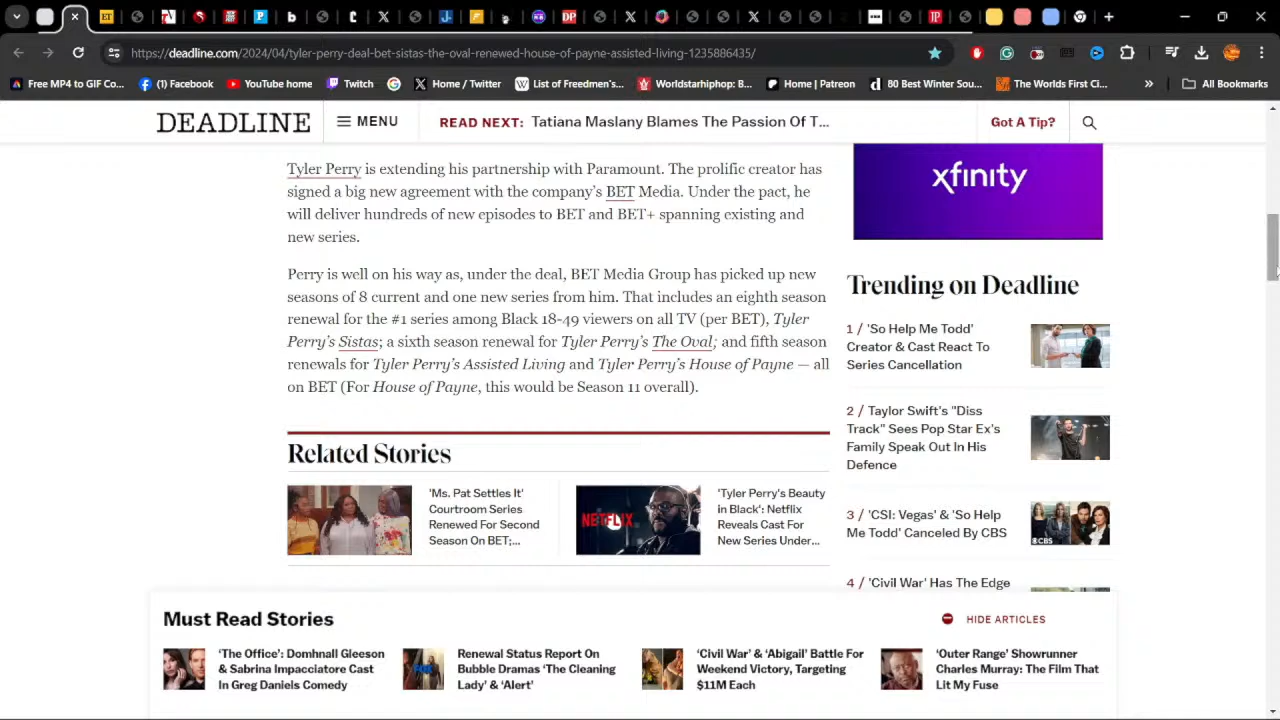 https://deadline.com/2024/04/tyler-perry-deal-bet-sistas-the-oval-renewed-house-of-payne-assisted-living-1235886435/
Free MP4 to GIF Co...
(1) Facebook
YouTube home
Twitch
Home / Twitter
List of Freedmen's...
Worldstarhiphop: B...
Home | Patreon
80 Best Winter Sou...
The Worlds First Ci...
»
All Bookmarks
DEADLINE
MENU
READ NEXT: Tatiana Maslany Blames The Passion Of T...
Got A Tip?
Tyler Perry is extending his partnership with Paramount. The prolific creator has
signed a big new agreement with the company's BET Media. Under the pact, he
will deliver hundreds of new episodes to BET and BET+ spanning existing and
new series.
Perry is well on his way as, under the deal, BET Media Group has picked up new
seasons of 8 current and one new series from him. That includes an eighth season
renewal for the #1 series among Black 18-49 viewers on all TV (per BET), Tyler
Perry's Sistas, a sixth season renewal for Tyler Perry's The Oval; and fifth season
renewals for Tyler Perry's Assisted Living and Tyler Perry's House of Payne — all
on BET (For House of Payne, this would be Season 11 overall).
Related Stories
'Ms. Pat Settles It'
Courtroom Series
Renewed For Second
Season On BET;...
NETFLIX
'Tyler Perry's Beauty
in Black': Netflix
Reveals Cast For
New Series Under...
xfinity
Trending on Deadline
1 / 'So Help Me Todd'
Creator & Cast React To
Series Cancellation
2 / Taylor Swift's "Diss
Track" Sees Pop Star Ex's
Family Speak Out In His
Defence
3 / 'CSI: Vegas' & 'So Help
Me Todd' Canceled By CBS
CBS
4 / 'Civil War' Has The Edge
Must Read Stories
HIDE ARTICLES
'The Office': Domhnall Gleeson
& Sabrina Impacciatore Cast
In Greg Daniels Comedy
FOX
Renewal Status Report On
Bubble Dramas 'The Cleaning
Lady' & 'Alert'
'Civil War' & 'Abigail' Battle For
Weekend Victory, Targeting
$11M Each
'Outer Range' Showrunner
Charles Murray: The Film That
Lit My Fuse